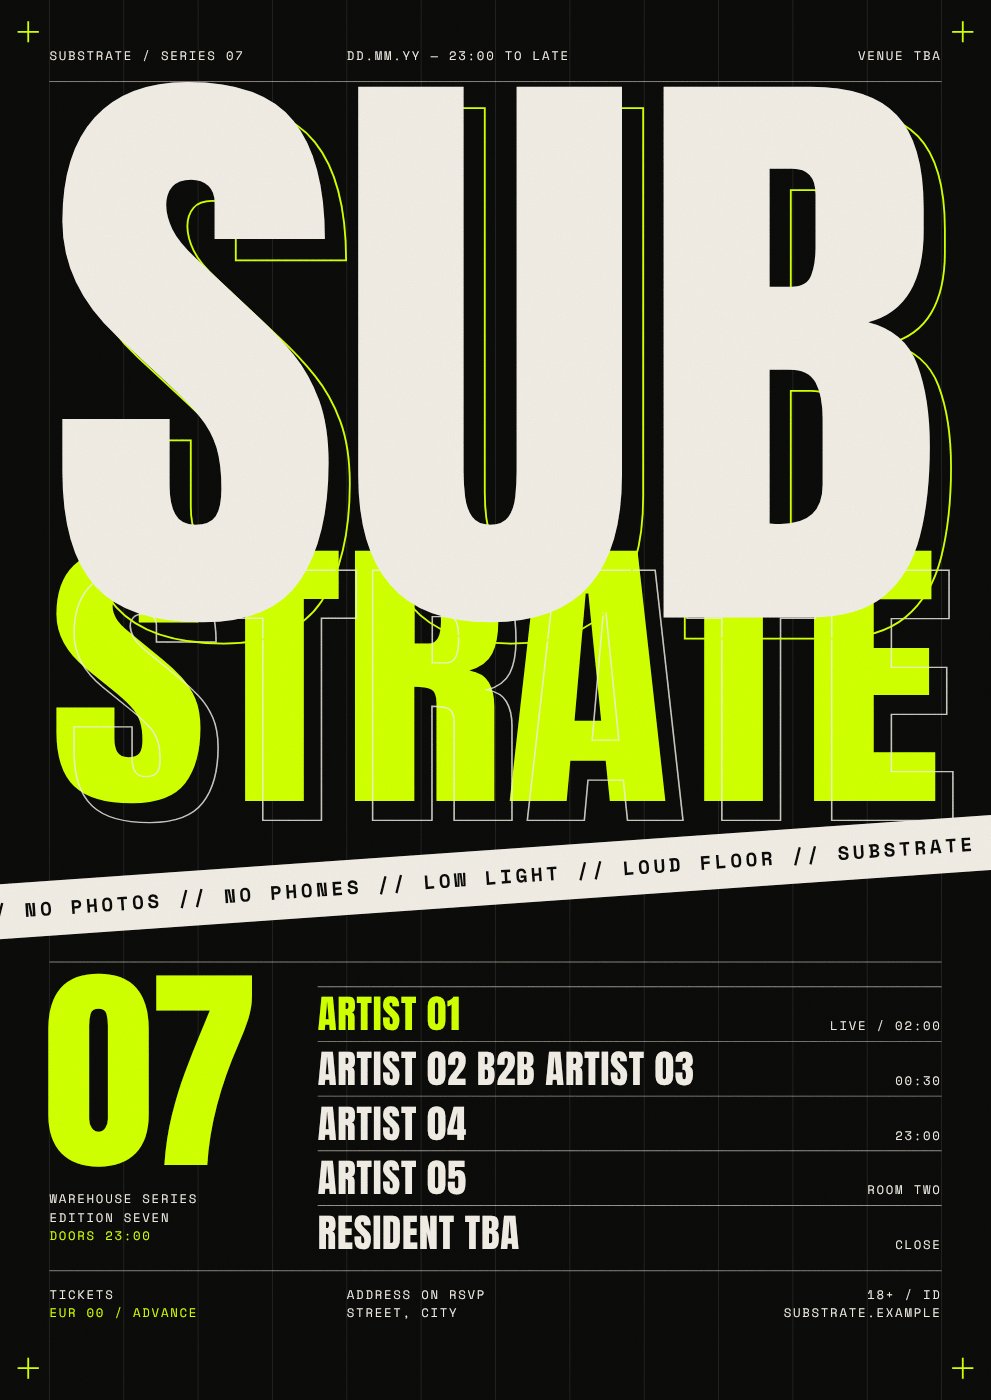 SUBSTRATE / SERIES 07
DD.MM.YY — 23:00 TO LATE
VENUE TBA
SUB
STRATE
/ NO PHOTOS // NO PHONES // LOW LIGHT // LOUD FLOOR // SUBSTRATE
07
WAREHOUSE SERIES
EDITION SEVEN
DOORS 23:00
ARTIST 01
LIVE / 02:00
ARTIST 02 B2B ARTIST 03
00:30
ARTIST 04
23:00
ARTIST 05
ROOM TWO
RESIDENT TBA
CLOSE
TICKETS
EUR 00 / ADVANCE
ADDRESS ON RSVP
STREET, CITY
18+ / ID
SUBSTRATE.EXAMPLE